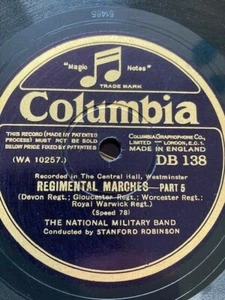 51465
"Magic Notes"
TRADE MARK
Columbia
(THIS RECORD (MADE BY PATENTED PROCESS) MUST NOT BE SOLD BELOW PRICE FIXED BY PATENTEES)
COLUMBIA GRAPHOPHONE CO., LIMITED LONDON, E.C.1.
MADE IN ENGLAND
(WA 10257.)
DB 138
Recorded in The Central Hall, Westminster
REGIMENTAL MARCHES—PART 5
(Devon Regt.; Gloucester Regt.; Worcester Regt.;
Royal Warwick Regt.)
(Speed 78)
THE NATIONAL MILITARY BAND
Conducted by STANFORD ROBINSON